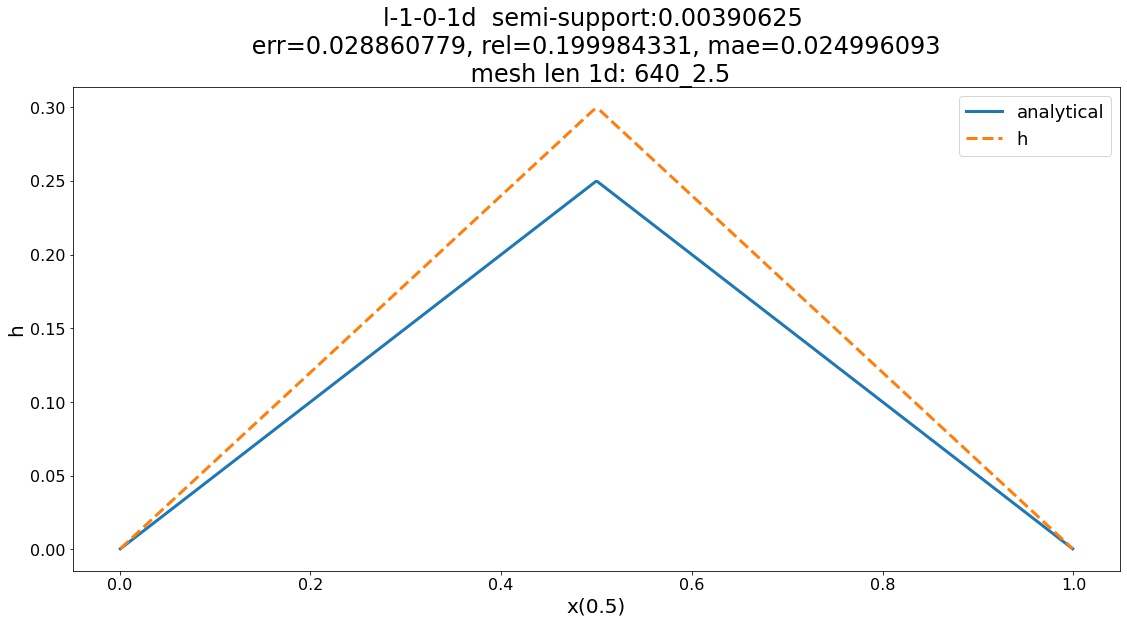 l-1-0-1d  semi-support:0.00390625
err=0.028860779, rel=0.199984331, mae=0.024996093
mesh len 1d: 640_2.5
analytical
h
h
0.30
0.25
0.20
0.15
0.10
0.05
0.00
0.0 0.2 0.4 0.6 0.8 1.0
x(0.5)